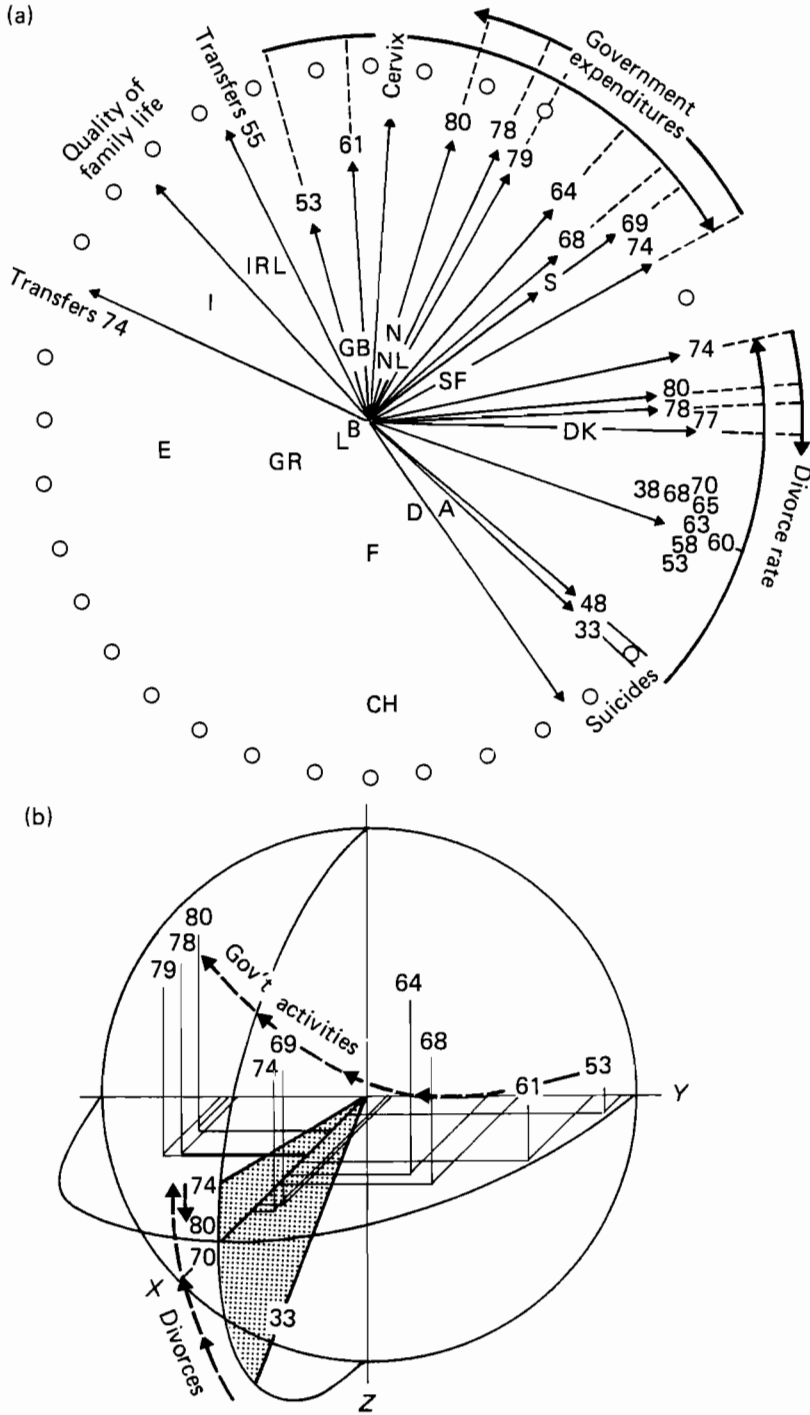 (a)
Transfers 55
Cervix
Government
expenditures
Quality of
family life
61
80
78
79
53
64
69
68
74
IRL
S
Transfers 74
I
N
GB
NL
SF
74
80
78
77
B
L
DK
E
GR
Divorce rate
38 68 70
65
63
58 60
53
D
A
F
48
33
Suicides
CH
(b)
80
78
79
Gov't activities
64
69
68
74
53
61
Y
74
80
70
X
Divorces
33
Z